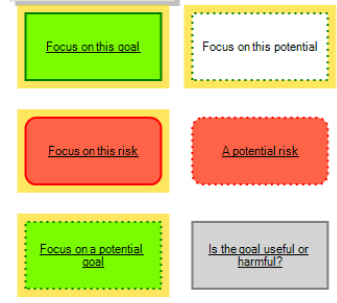 Focus on this goal
Focus on this potential
Focus on this risk
A potential risk
Focus on a potential
goal
Is the goal useful or
harmful?